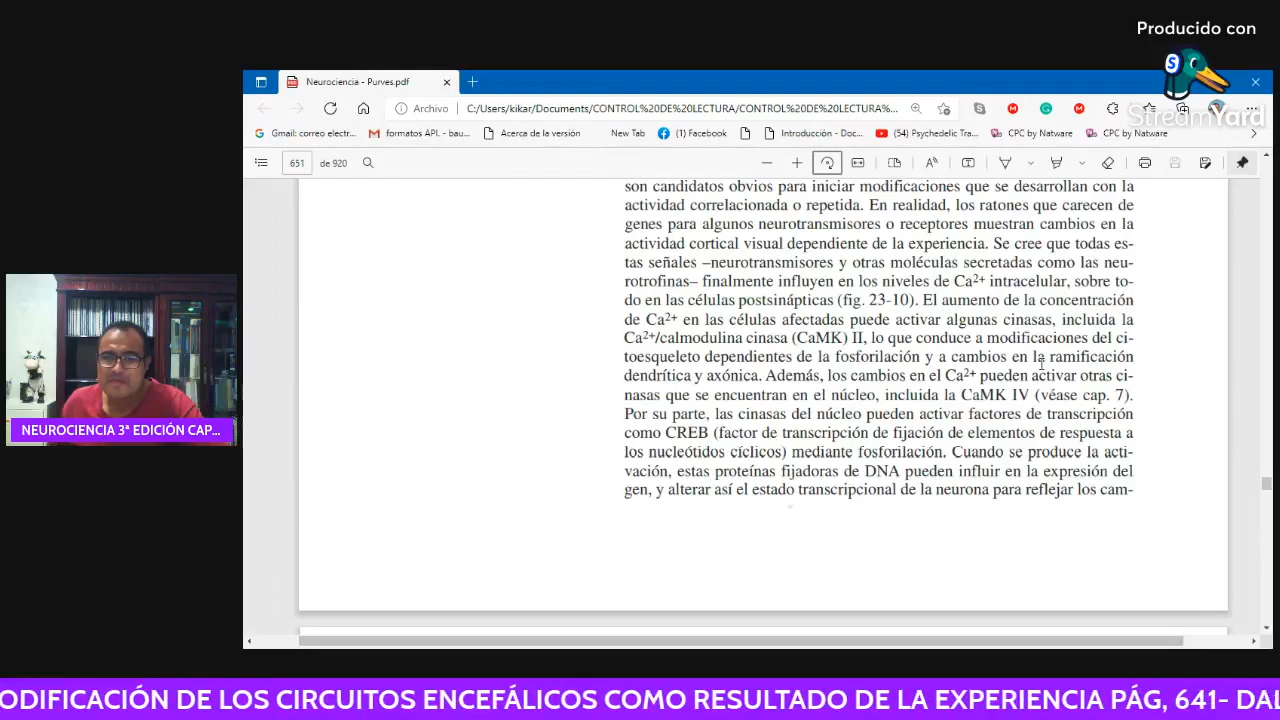 Producido con
StreamYard
Neurociencia - Purves.pdf
Archivo
C:/Users/kikar/Documents/CONTROL%20DE%20LECTURA/CONTROL%20DE%20LECTURA%...
Gmail: correo electr...
formatos APL. - bau...
Acerca de la versión
New Tab
(1) Facebook
Introducción - Doc...
(54) Psychedelic Tra...
CPC by Natware
CPC by Natware
651 de 920
son candidatos obvios para iniciar modificaciones que se desarrollan con la
actividad correlacionada o repetida. En realidad, los ratones que carecen de
genes para algunos neurotransmisores o receptores muestran cambios en la
actividad cortical visual dependiente de la experiencia. Se cree que todas es-
tas señales –neurotransmisores y otras moléculas secretadas como las neu-
rotrofinas– finalmente influyen en los niveles de Ca²⁺ intracelular, sobre to-
do en las células postsinápticas (fig. 23-10). El aumento de la concentración
de Ca²⁺ en las células afectadas puede activar algunas cinasas, incluida la
Ca²⁺/calmodulina cinasa (CaMK) II, lo que conduce a modificaciones del ci-
toesqueleto dependientes de la fosforilación y a cambios en la ramificación
dendrítica y axónica. Además, los cambios en el Ca²⁺ pueden activar otras ci-
nasas que se encuentran en el núcleo, incluida la CaMK IV (véase cap. 7).
Por su parte, las cinasas del núcleo pueden activar factores de transcripción
como CREB (factor de transcripción de fijación de elementos de respuesta a
los nucleótidos cíclicos) mediante fosforilación. Cuando se produce la acti-
vación, estas proteínas fijadoras de DNA pueden influir en la expresión del
gen, y alterar así el estado transcripcional de la neurona para reflejar los cam-
NEUROCIENCIA 3ª EDICIÓN CAP...
ODIFICACIÓN DE LOS CIRCUITOS ENCEFÁLICOS COMO RESULTADO DE LA EXPERIENCIA PÁG, 641- DAL